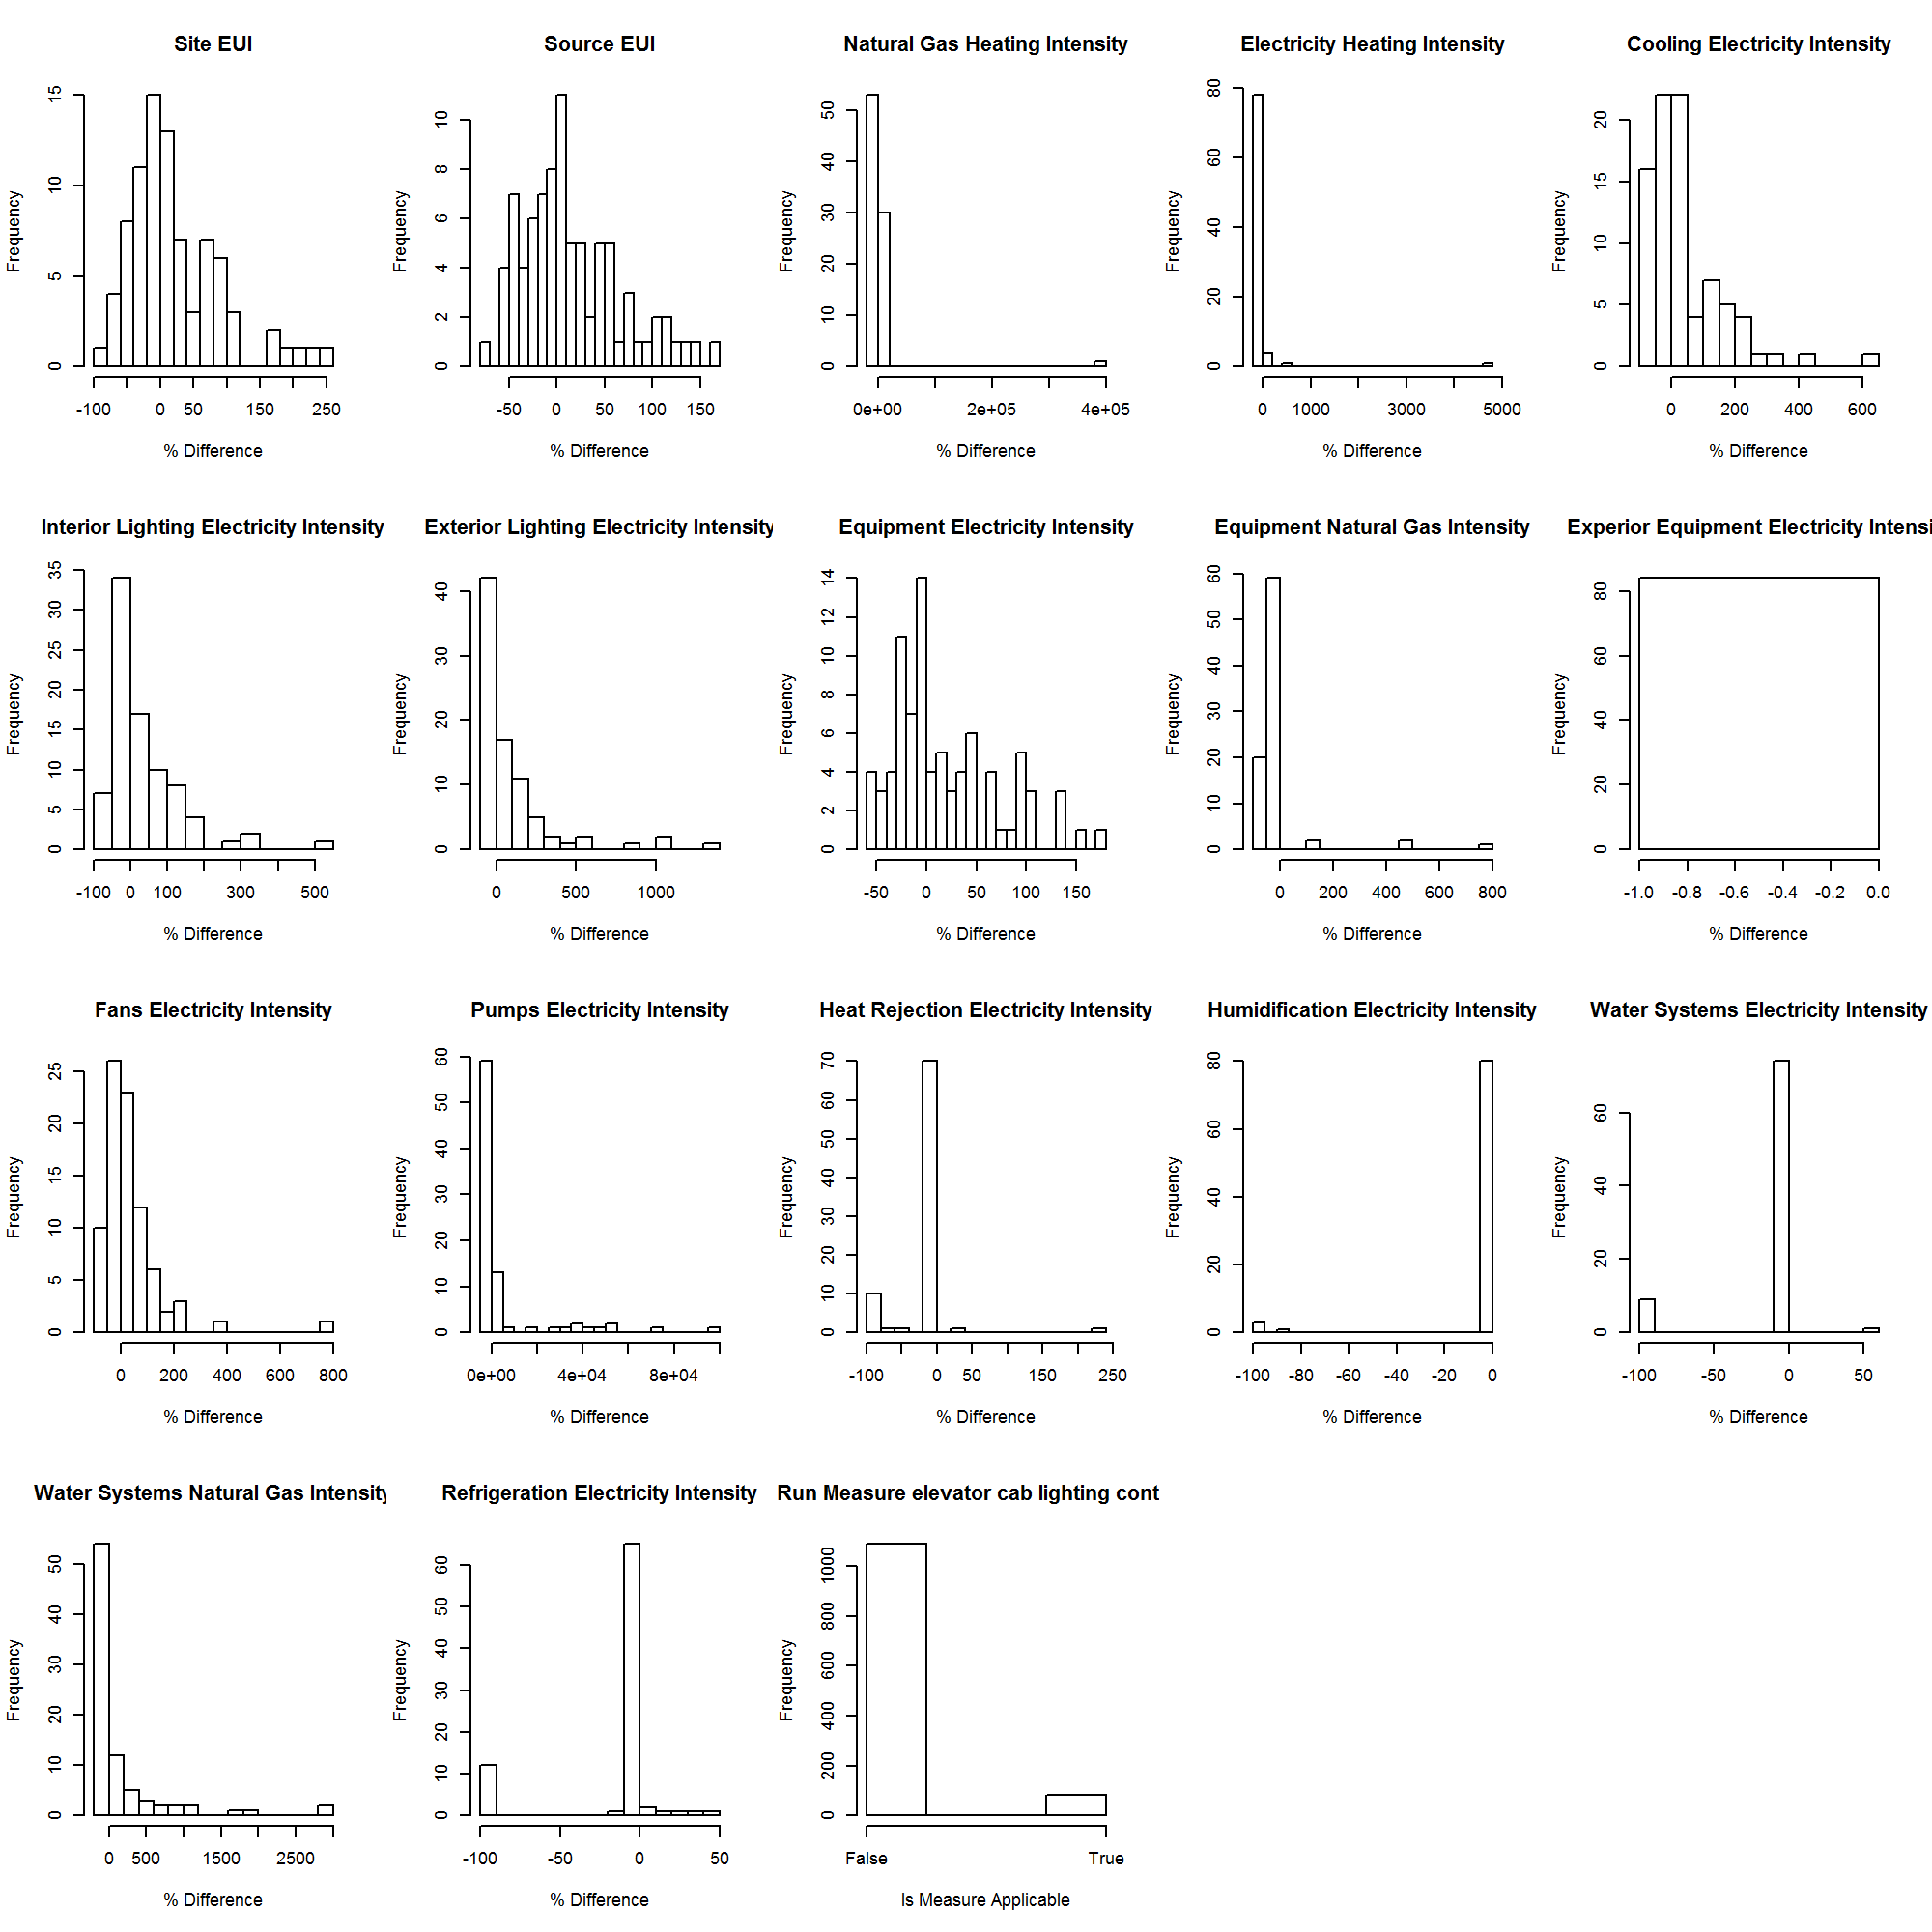 Site EUI
Frequency
0 5 10 15
-100 0 50 150 250
% Difference
Source EUI
Frequency
0 2 4 6 8 10
-50 0 50 100 150
% Difference
Natural Gas Heating Intensity
Frequency
0 10 20 30 40 50
0e+00 2e+05 4e+05
% Difference
Electricity Heating Intensity
Frequency
0 20 40 60 80
0 1000 3000 5000
% Difference
Cooling Electricity Intensity
Frequency
0 5 10 15 20
0 200 400 600
% Difference
Interior Lighting Electricity Intensity
Frequency
0 5 10 15 20 25 30 35
-100 0 100 300 500
% Difference
Exterior Lighting Electricity Intensity
Frequency
0 10 20 30 40
0 500 1000
% Difference
Equipment Electricity Intensity
Frequency
0 2 4 6 8 10 12 14
-50 0 50 100 150
% Difference
Equipment Natural Gas Intensity
Frequency
0 10 20 30 40 50 60
0 200 400 600 800
% Difference
Experior Equipment Electricity Intensi
Frequency
0 20 40 60 80
-1.0 -0.8 -0.6 -0.4 -0.2 0.0
% Difference
Fans Electricity Intensity
Frequency
0 5 10 15 20 25
0 200 400 600 800
% Difference
Pumps Electricity Intensity
Frequency
0 10 20 30 40 50 60
0e+00 4e+04 8e+04
% Difference
Heat Rejection Electricity Intensity
Frequency
0 10 20 30 40 50 60 70
-100 0 50 150 250
% Difference
Humidification Electricity Intensity
Frequency
0 20 40 60 80
-100 -80 -60 -40 -20 0
% Difference
Water Systems Electricity Intensity
Frequency
0 20 40 60
-100 -50 0 50
% Difference
Water Systems Natural Gas Intensity
Frequency
0 10 20 30 40 50
0 500 1500 2500
% Difference
Refrigeration Electricity Intensity
Frequency
0 10 20 30 40 50 60
-100 -50 0 50
% Difference
Run Measure elevator cab lighting cont
Frequency
0 200 400 600 800 1000
False True
Is Measure Applicable